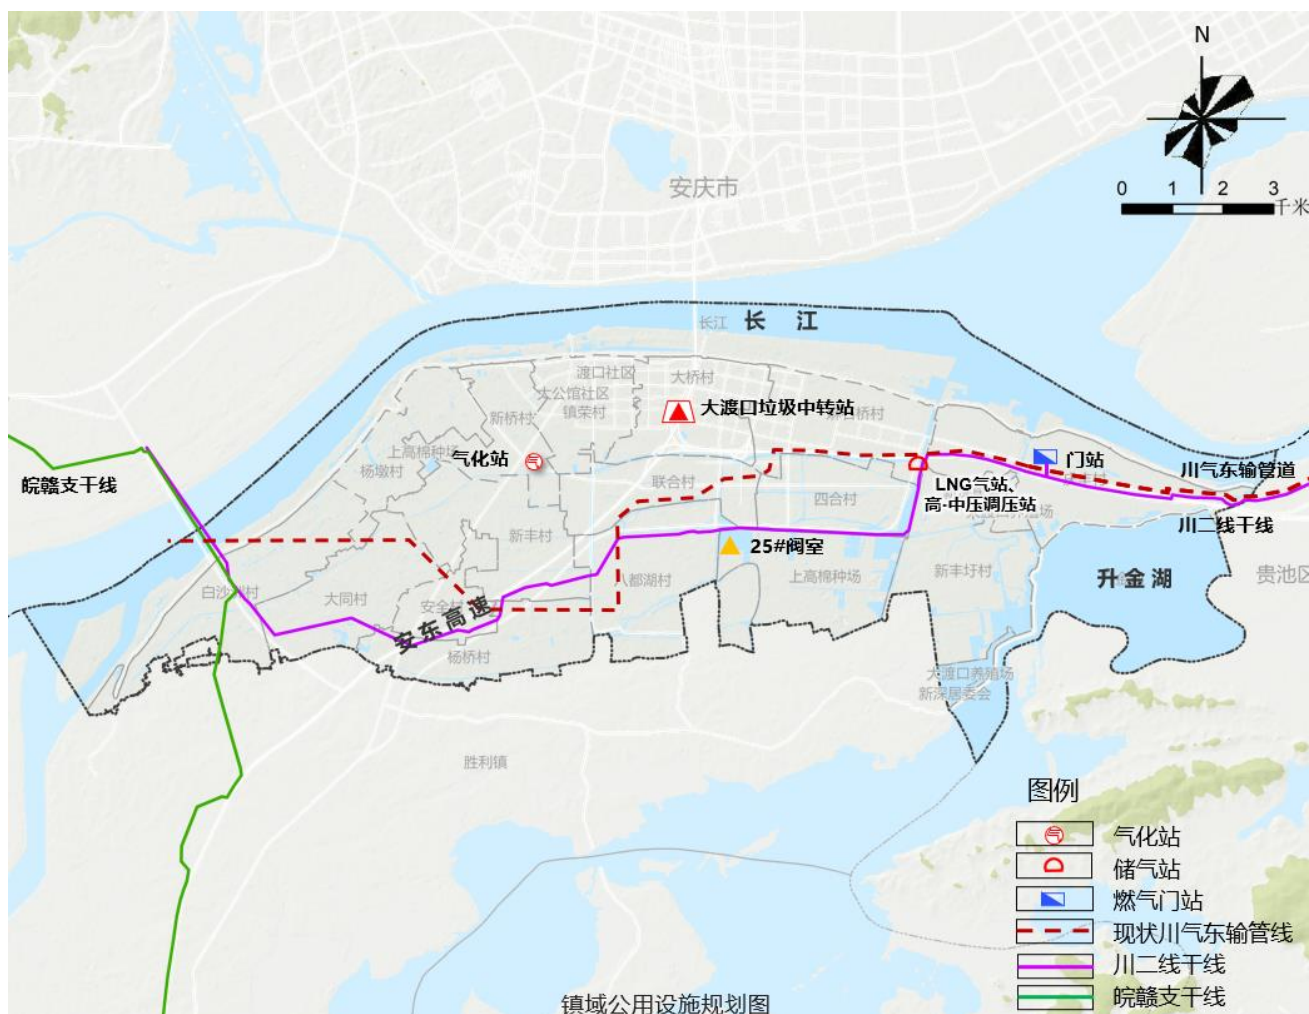 N
0 1 2 3
千米
安庆市
长江
长 江
渡口社区
大桥村
大公馆社区
镇荣村
新桥村
大渡口垃圾中转站
上高棉种场
杨墩村
气化站
联合村
四合村
门站
川气东输管道
皖赣支干线
LNG气站、
高-中压调压站
川二线干线
新丰村
25#阀室
八都湖村
上高棉种场
新丰圩村
升金湖
贵池区
白沙洲村
大同村
安东高速
杨桥村
大渡口养殖场
新深居委会
胜利镇
图例
气化站
储气站
燃气门站
现状川气东输管线
川二线干线
皖赣支干线
镇域公用设施规划图